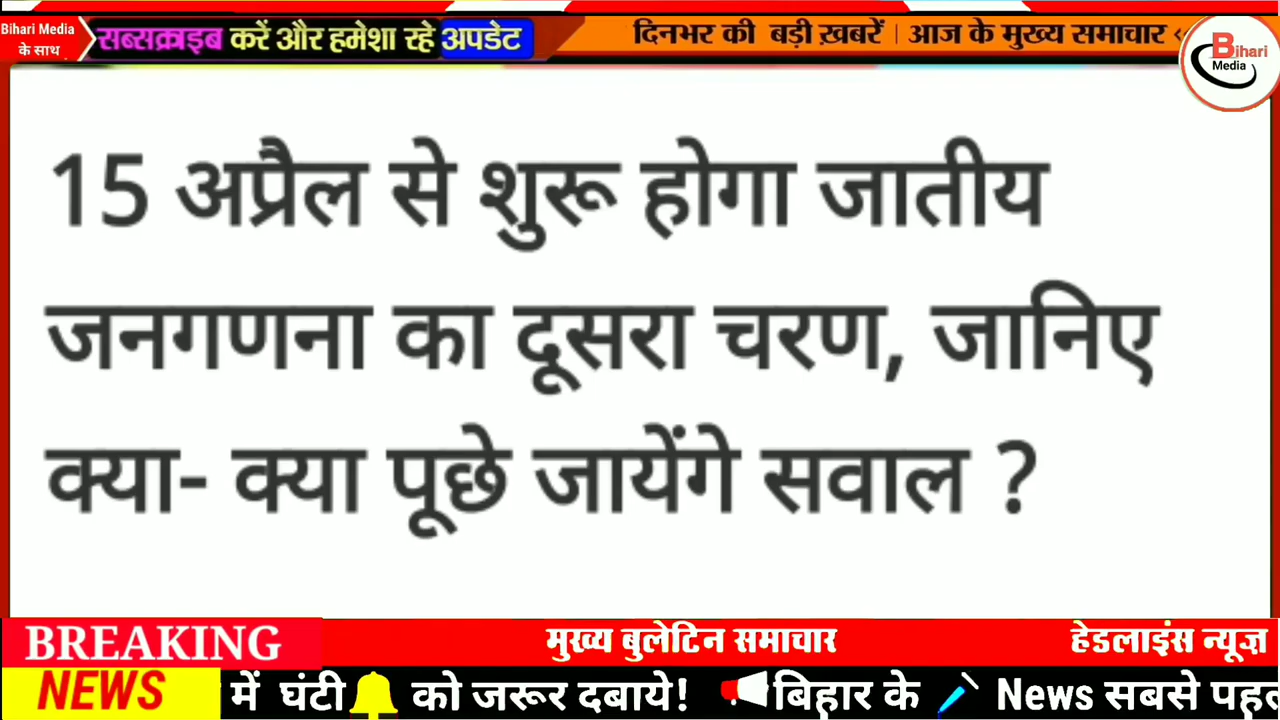 Bihari Media
के साथ
सब्सक्राइब करें और हमेशा रहे अपडेट
दिनभर की बड़ी ख़बरें | आज के मुख्य समाचार
Bihari
Media
15 अप्रैल से शुरू होगा जातीय
जनगणना का दूसरा चरण, जानिए
क्या- क्या पूछे जायेंगे सवाल ?
BREAKING
NEWS
मुख्य बुलेटिन समाचार
हेडलाइंस न्यूज़
में घंटी🔔 को जरूर दबाये! 📢बिहार के 🎤 News सबसे पहल